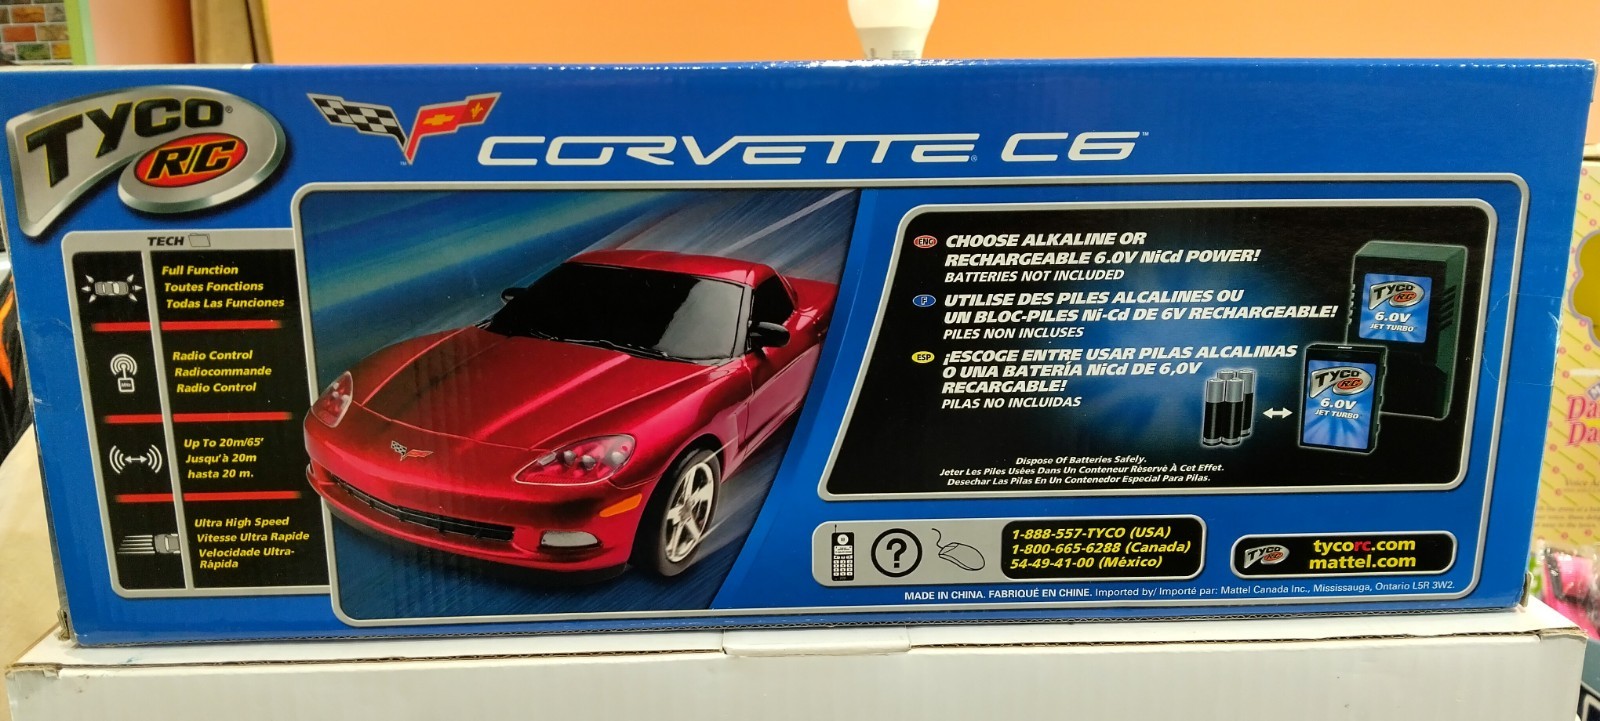 TYCO®
R/C
CORVETTE® C6™
TECH
Full Function
Toutes Fonctions
Todas Las Funciones
Radio Control
Radiocommande
Radio Control
Up To 20m/65'
Jusqu'à 20m
hasta 20 m.
Ultra High Speed
Vitesse Ultra Rapide
Velocidade Ultra-
Rápida
ENG CHOOSE ALKALINE OR
RECHARGEABLE 6.0V NiCd POWER!
BATTERIES NOT INCLUDED
F UTILISE DES PILES ALCALINES OU
UN BLOC-PILES Ni-Cd DE 6V RECHARGEABLE!
PILES NON INCLUSES
ESP ¡ESCOGE ENTRE USAR PILAS ALCALINAS
O UNA BATERÍA NiCd DE 6,0V
RECARGABLE!
PILAS NO INCLUIDAS
TYCO
R/C
6.0V
JET TURBO
TYCO
R/C
6.0V
JET TURBO
Dispose Of Batteries Safely.
Jeter Les Piles Usées Dans Un Conteneur Réservé À Cet Effet.
Desechar Las Pilas En Un Contenedor Especial Para Pilas.
?
1-888-557-TYCO (USA)
1-800-665-6288 (Canada)
54-49-41-00 (México)
TYCO
R/C
tycorc.com
mattel.com
MADE IN CHINA. FABRIQUÉ EN CHINE. Imported by/ Importé par: Mattel Canada Inc., Mississauga, Ontario L5R 3W2.